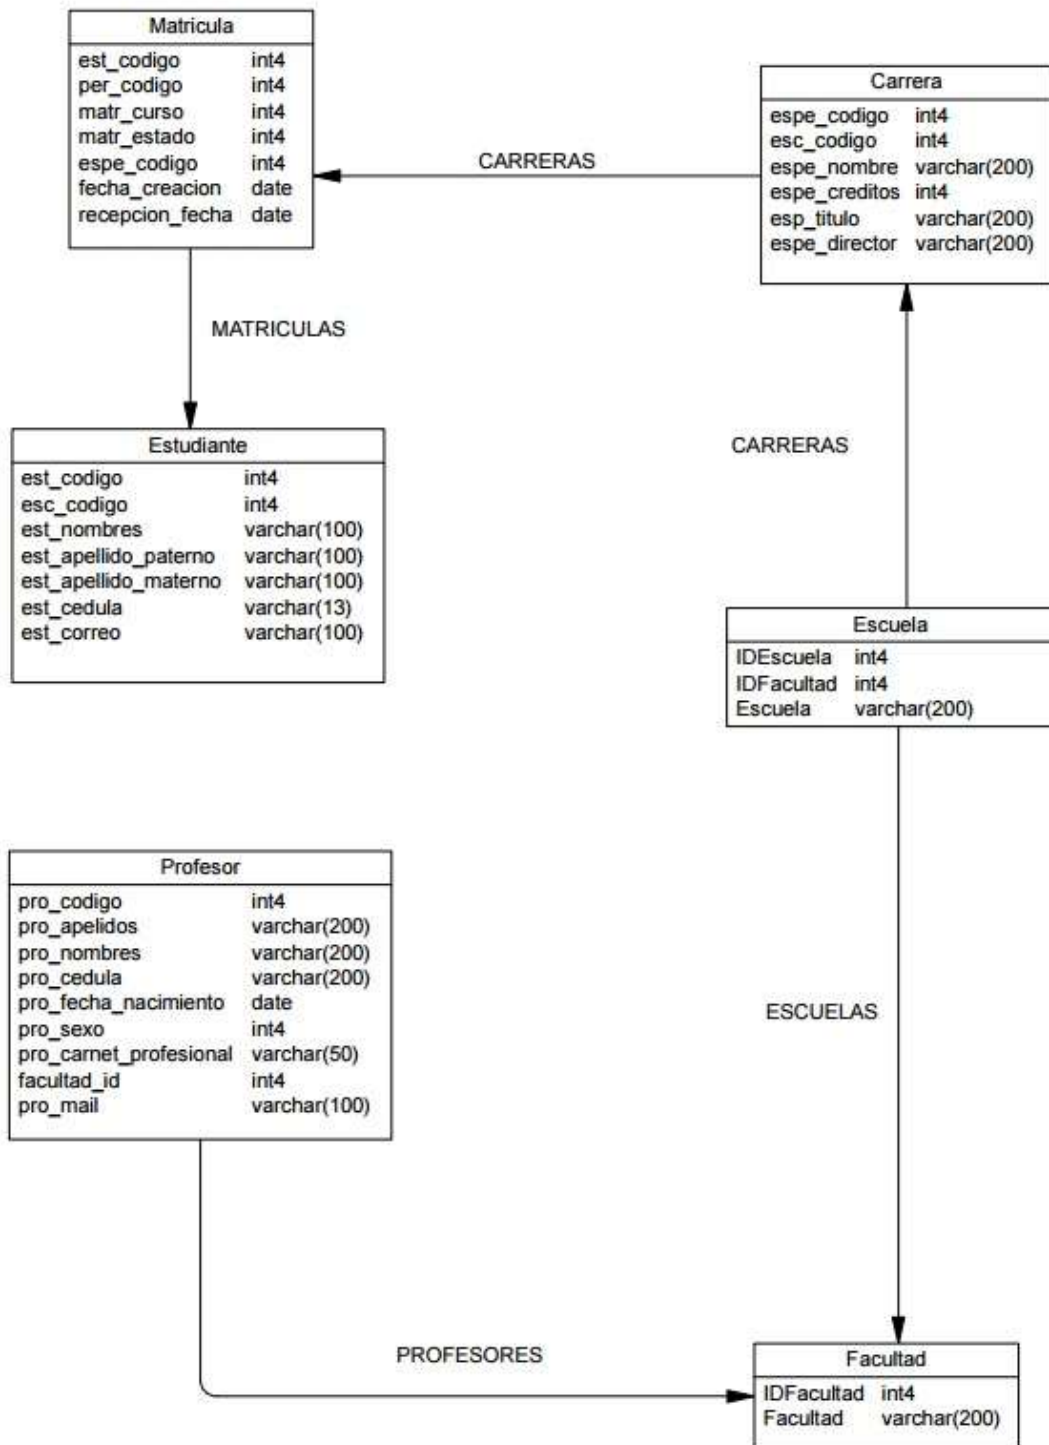 Matricula
est_codigo int4
per_codigo int4
matr_curso int4
matr_estado int4
espe_codigo int4
fecha_creacion date
recepcion_fecha date
CARRERAS
Carrera
espe_codigo int4
esc_codigo int4
espe_nombre varchar(200)
espe_creditos int4
esp_titulo varchar(200)
espe_director varchar(200)
MATRICULAS
CARRERAS
Estudiante
est_codigo int4
esc_codigo int4
est_nombres varchar(100)
est_apellido_paterno varchar(100)
est_apellido_materno varchar(100)
est_cedula varchar(13)
est_correo varchar(100)
Escuela
IDEscuela int4
IDFacultad int4
Escuela varchar(200)
Profesor
pro_codigo int4
pro_apelidos varchar(200)
pro_nombres varchar(200)
pro_cedula varchar(200)
pro_fecha_nacimiento date
pro_sexo int4
pro_carnet_profesional varchar(50)
facultad_id int4
pro_mail varchar(100)
ESCUELAS
PROFESORES
Facultad
IDFacultad int4
Facultad varchar(200)